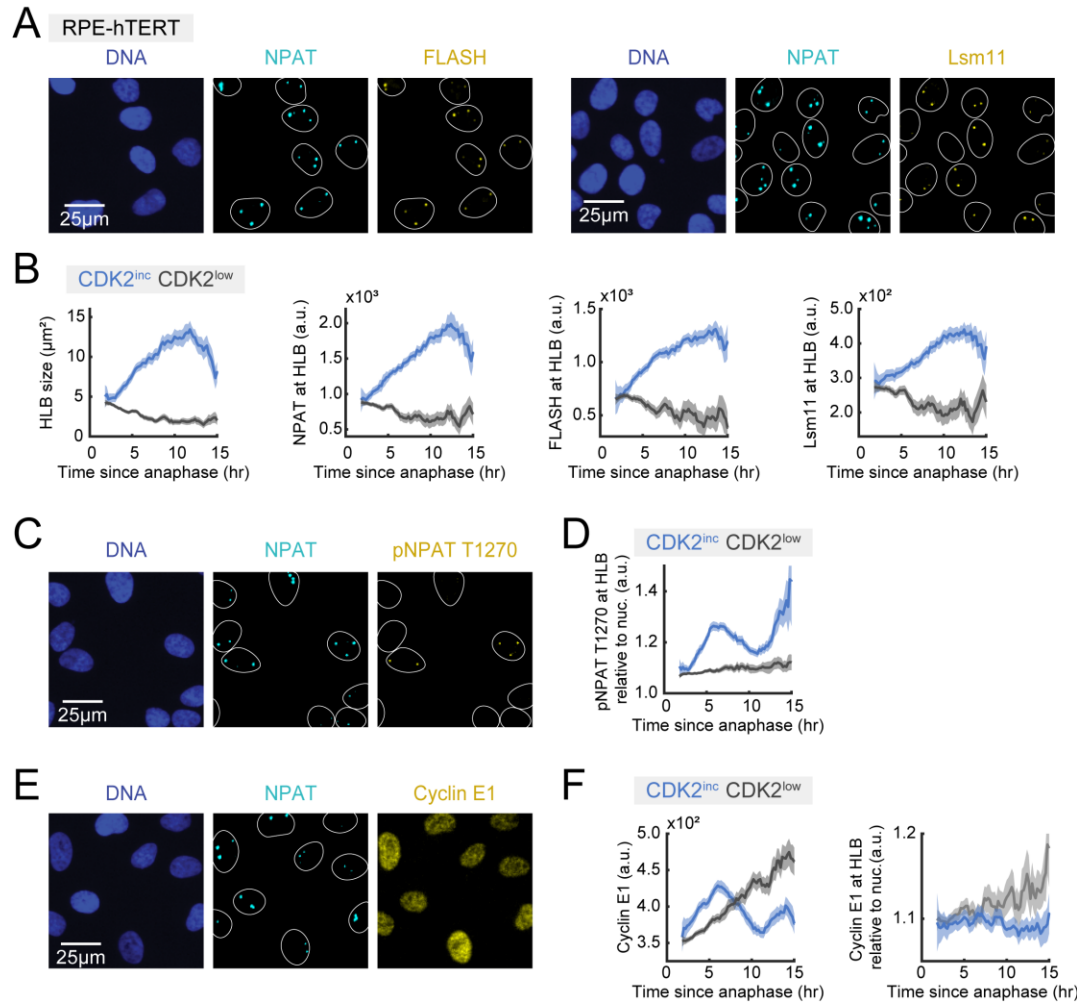 A
RPE-hTERT
DNA NPAT FLASH DNA NPAT Lsm11
25µm 25µm
B
CDK2inc CDK2low
HLB size (µm²)
15
10
5
0
0 5 10 15
Time since anaphase (hr)
x10³
NPAT at HLB (a.u.)
2.0
1.5
1.0
0.5
0 5 10 15
Time since anaphase (hr)
x10³
FLASH at HLB (a.u.)
1.5
1.0
0.5
0 5 10 15
Time since anaphase (hr)
x10²
Lsm11 at HLB (a.u.)
5.0
4.0
3.0
2.0
0 5 10 15
Time since anaphase (hr)
C
DNA NPAT pNPAT T1270
25µm
D
CDK2inc CDK2low
pNPAT T1270 at HLB
relative to nuc. (a.u.)
1.4
1.2
1.0
0 5 10 15
Time since anaphase (hr)
E
DNA NPAT Cyclin E1
25µm
F
CDK2inc CDK2low
x10²
Cyclin E1 (a.u.)
5.0
4.5
4.0
3.5
0 5 10 15
Time since anaphase (hr)
Cyclin E1 at HLB
relative to nuc.(a.u.)
1.2
1.1
1.0
0 5 10 15
Time since anaphase (hr)